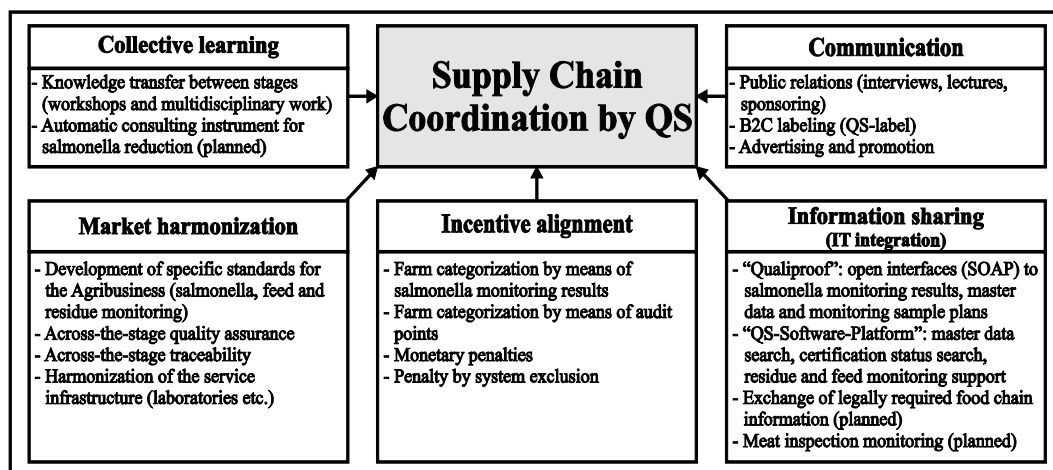 Collective learning
- Knowledge transfer between stages
(workshops and multidisciplinary work)
- Automatic consulting instrument for
salmonella reduction (planned)
Supply Chain
Coordination by QS
Communication
- Public relations (interviews, lectures,
sponsoring)
- B2C labeling (QS-label)
- Advertising and promotion
Market harmonization
- Development of specific standards for
the Agribusiness (salmonella, feed and
residue monitoring)
- Across-the-stage quality assurance
- Across-the-stage traceability
- Harmonization of the service
infrastructure (laboratories etc.)
Incentive alignment
- Farm categorization by means of
salmonella monitoring results
- Farm categorization by means of audit
points
- Monetary penalties
- Penalty by system exclusion
Information sharing
(IT integration)
- “Qualiproof”: open interfaces (SOAP) to
salmonella monitoring results, master
data and monitoring sample plans
- “QS-Software-Platform”: master data
search, certification status search,
residue and feed monitoring support
- Exchange of legally required food chain
information (planned)
- Meat inspection monitoring (planned)